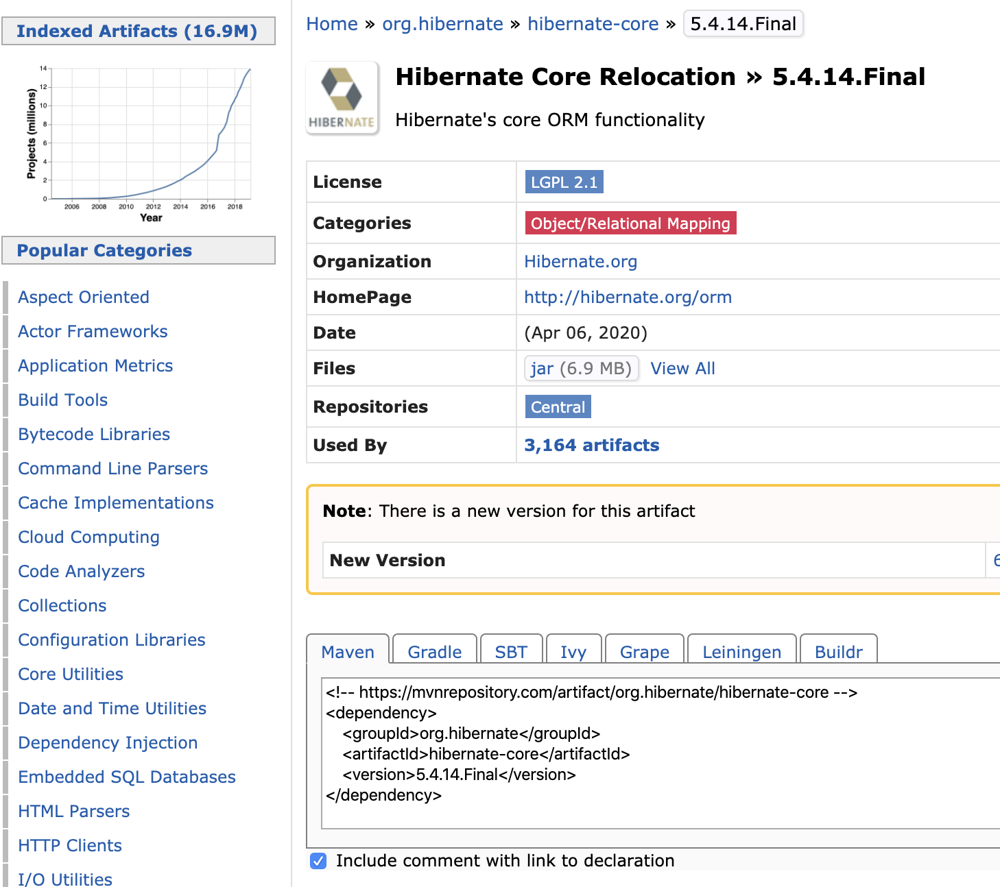 Indexed Artifacts (16.9M)
Projects (millions)
14
12
10
8
6
4
2
0
2006 2008 2010 2012 2014 2016 2018
Year
Popular Categories
Aspect Oriented
Actor Frameworks
Application Metrics
Build Tools
Bytecode Libraries
Command Line Parsers
Cache Implementations
Cloud Computing
Code Analyzers
Collections
Configuration Libraries
Core Utilities
Date and Time Utilities
Dependency Injection
Embedded SQL Databases
HTML Parsers
HTTP Clients
I/O Utilities
Home » org.hibernate » hibernate-core » 5.4.14.Final
HIBERNATE
Hibernate Core Relocation » 5.4.14.Final
Hibernate's core ORM functionality
License LGPL 2.1
Categories Object/Relational Mapping
Organization Hibernate.org
HomePage http://hibernate.org/orm
Date (Apr 06, 2020)
Files jar (6.9 MB) View All
Repositories Central
Used By 3,164 artifacts
Note: There is a new version for this artifact
New Version 6
Maven Gradle SBT Ivy Grape Leiningen Buildr
<!-- https://mvnrepository.com/artifact/org.hibernate/hibernate-core -->
<dependency>
    <groupId>org.hibernate</groupId>
    <artifactId>hibernate-core</artifactId>
    <version>5.4.14.Final</version>
</dependency>
Include comment with link to declaration